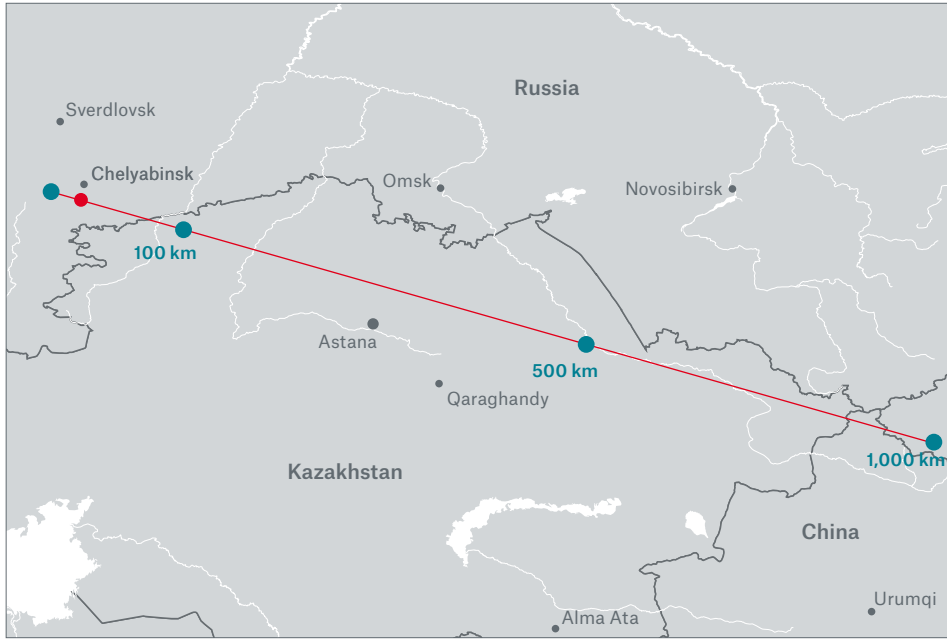 Russia
Sverdlovsk
Chelyabinsk
Omsk
Novosibirsk
100 km
Astana
500 km
Qaraghandy
1,000 km
Kazakhstan
China
Urumqi
Alma Ata